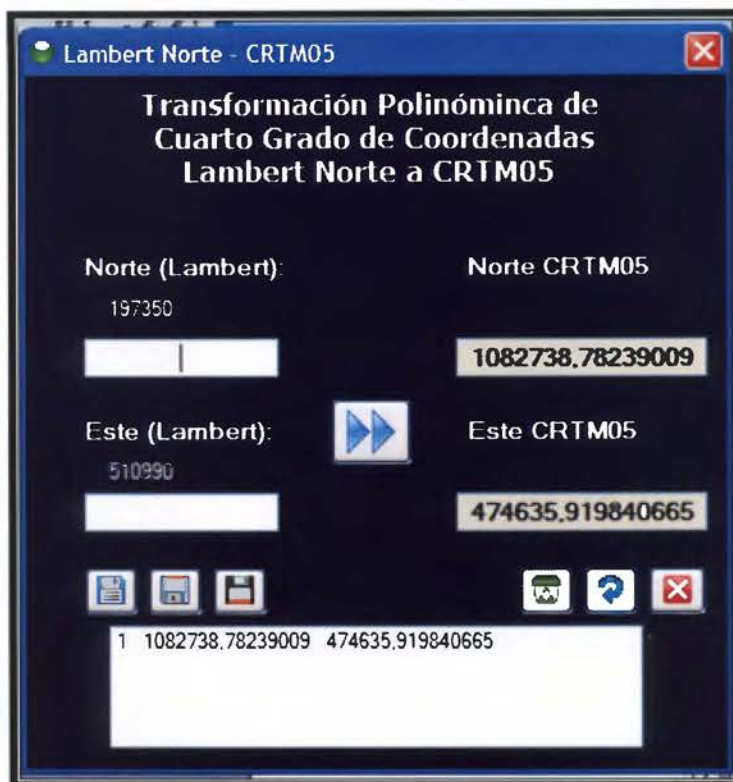 Lambert Norte - CRTM05
Transformación Polinóminca de
Cuarto Grado de Coordenadas
Lambert Norte a CRTM05
Norte (Lambert):
Norte CRTM05
197350
1082738,78239009
Este (Lambert):
Este CRTM05
510990
474635,919840665
1 1082738,78239009 474635,919840665